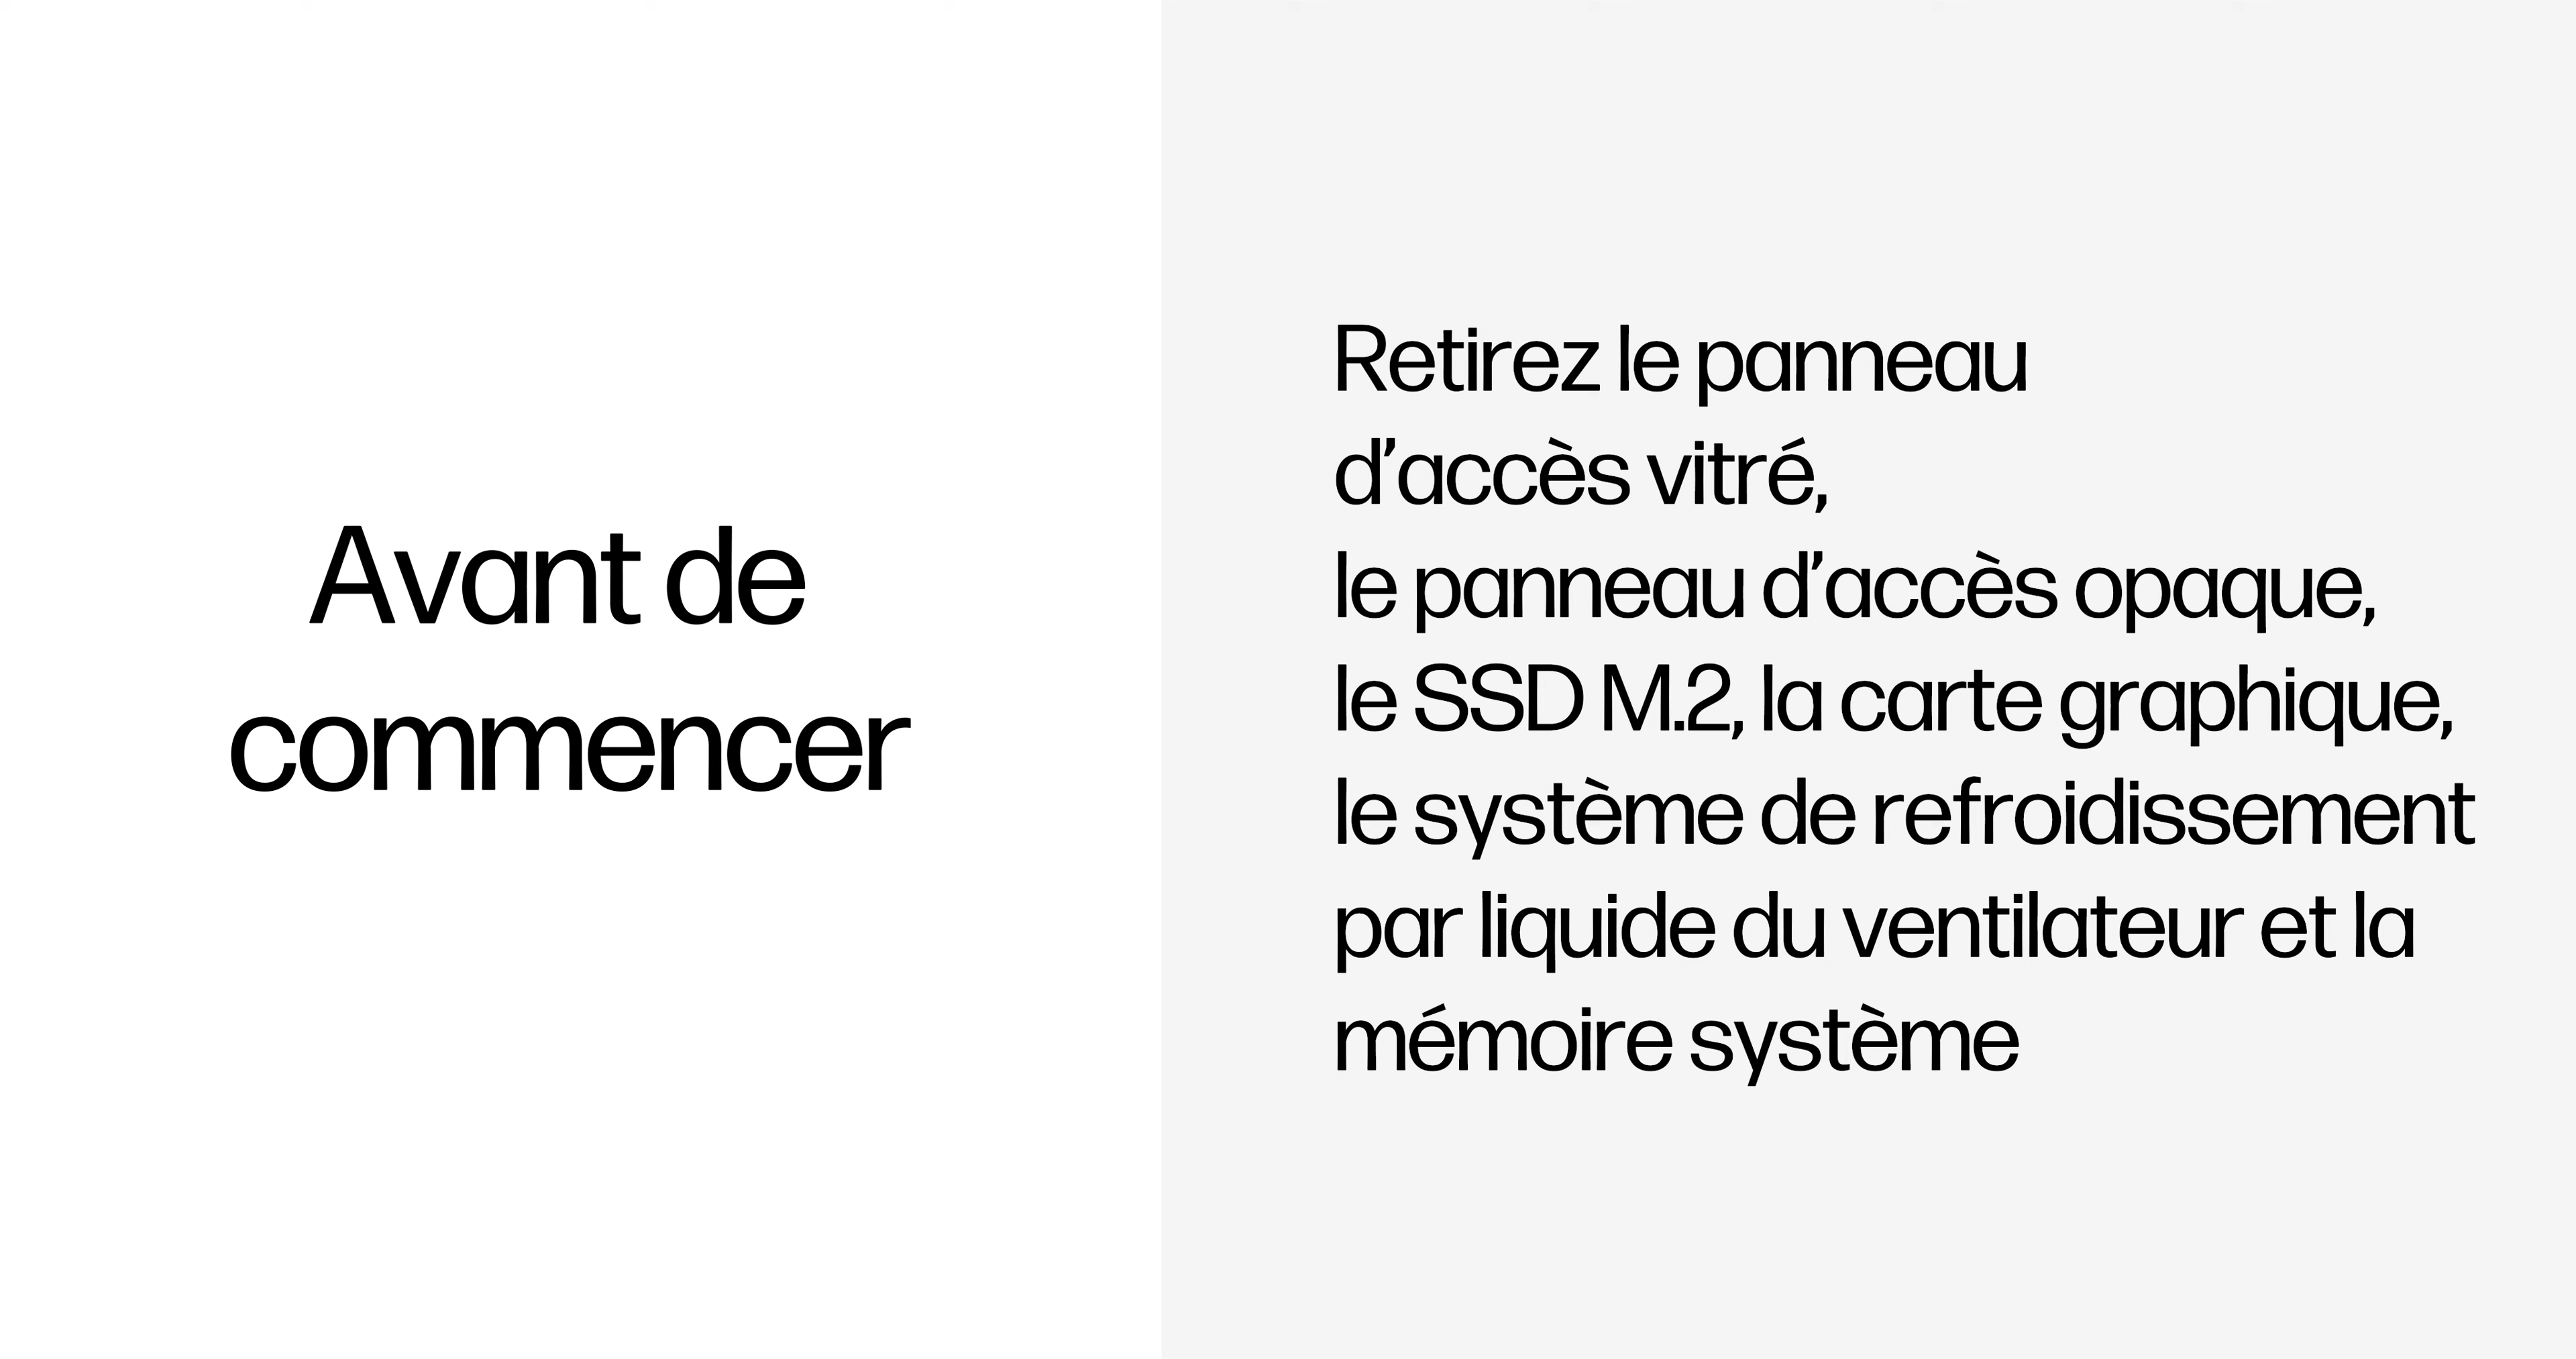 Avant de
commencer
Retirez le panneau
d’accès vitré,
le panneau d’accès opaque,
le SSD M.2, la carte graphique,
le système de refroidissement
par liquide du ventilateur et la
mémoire système